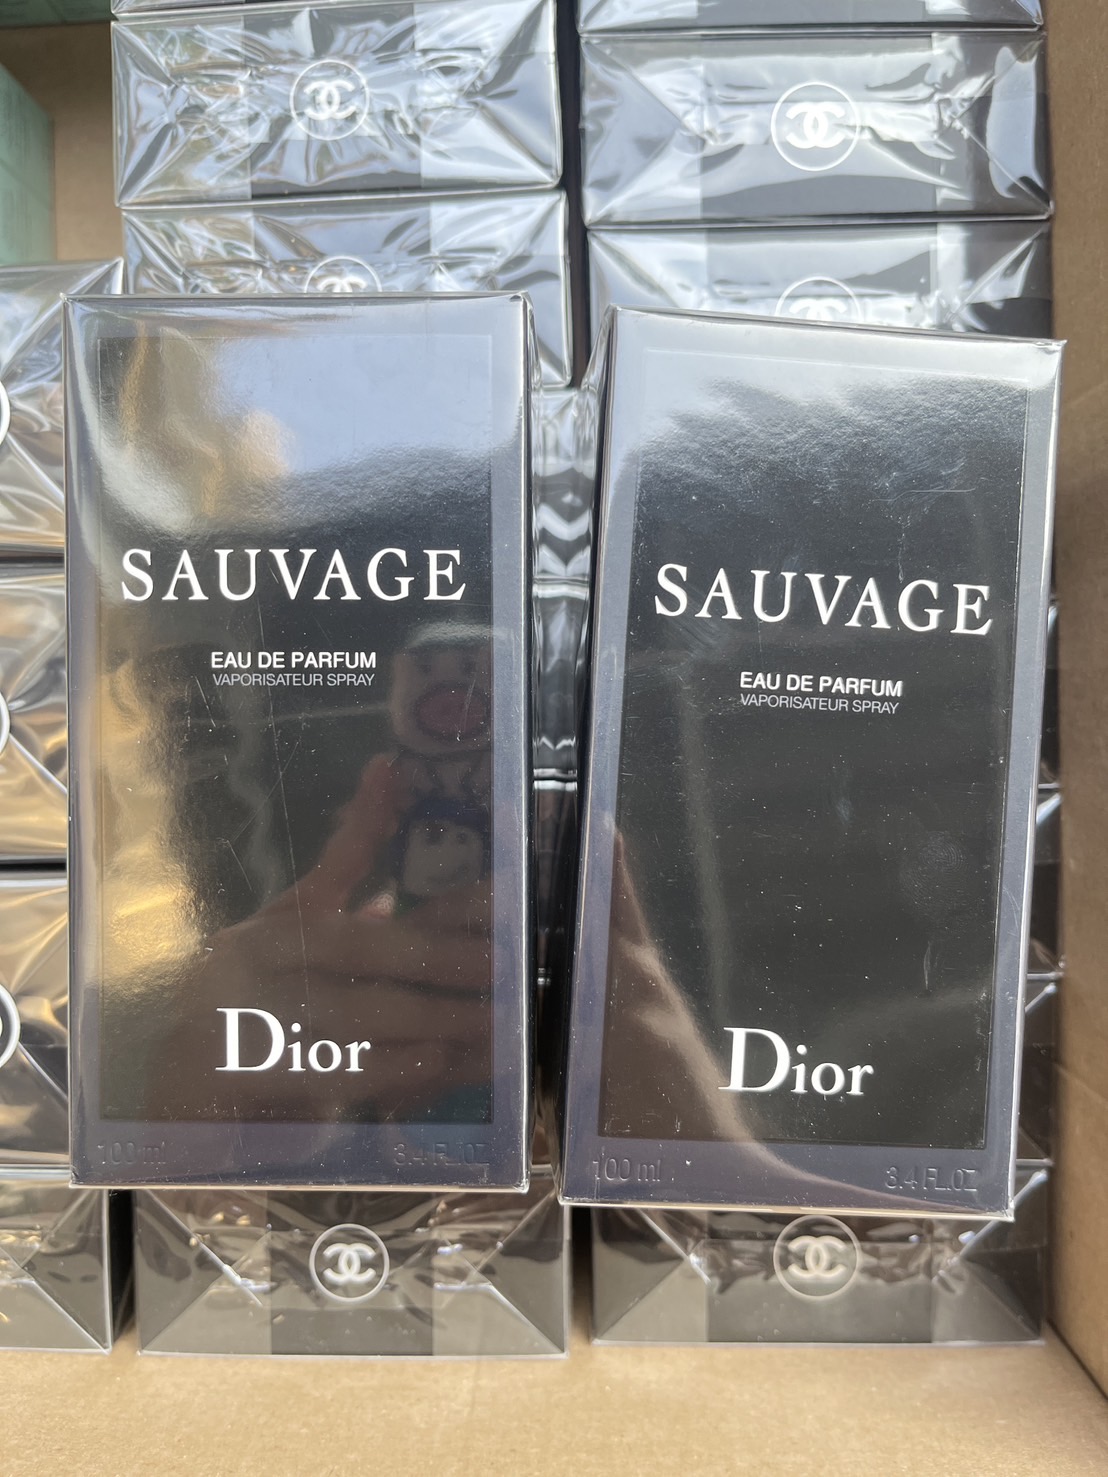 SAUVAGE
EAU DE PARFUM
VAPORISATEUR SPRAY
Dior
100 ml 3.4 FL.OZ
SAUVAGE
EAU DE PARFUM
VAPORISATEUR SPRAY
Dior
100 ml 3.4 FL.OZ